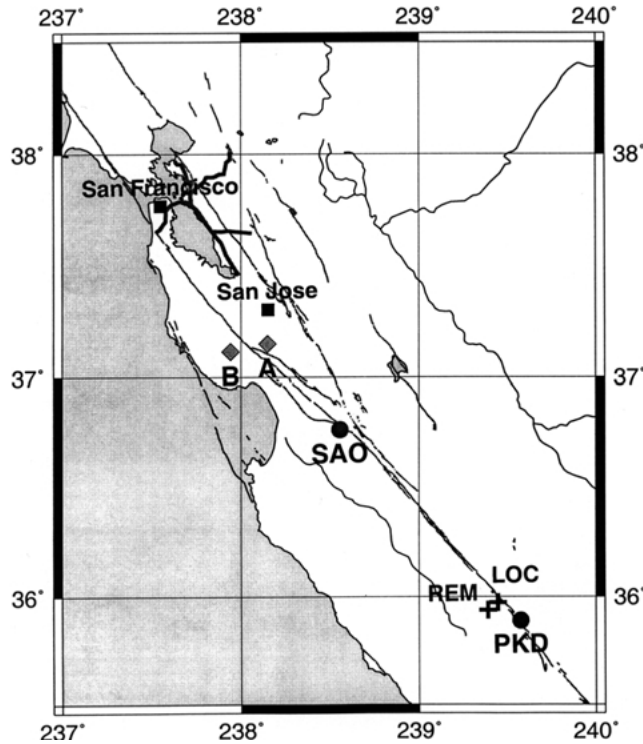 237° 238° 239° 240°
38° 38°
San Francisco
San Jose
B A
37° 37°
SAO
LOC
REM
36° 36°
PKD
237° 238° 239° 240°